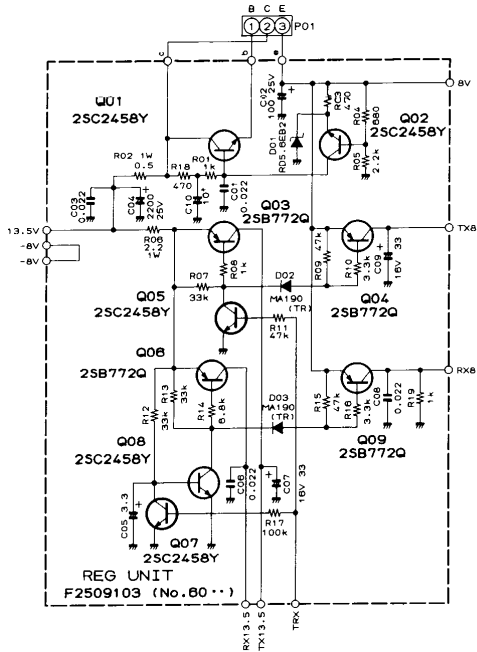 B C E
1 2 3 P01
c b e
8V
Q01
2SC2458Y
C02
100 25V
+
RC3
470
R04
680
Q02
2SC2458Y
D01
RD5.6EB2
R05
2.2k
R02 1W
0.5
R18
470
R01
1k
C03
0.022
C04
2200
25V
+
C10
10
+
C01
0.022
Q03
2SB772Q
13.5V
-8V
-8V
R06
2.2
1W
TX8
R08
1k
R09
47k
R10
3.3k
C09
16V 33
+
R07
33k
D02
MA190
(TR)
Q04
2SB772Q
Q05
2SC2458Y
R11
47k
Q06
2SB772Q
RX8
R12
33k
R13
33k
R14
6.8k
D03
MA190
(TR)
R15
47k
R16
3.3k
C08
0.022
R19
1k
Q08
2SC2458Y
Q09
2SB772Q
C05 3.3
+
C06
0.022
C07
16V 33
+
R17
100k
Q07
2SC2458Y
REG UNIT
F2509103 (No.60··)
RX13.5
TX13.5
TRX